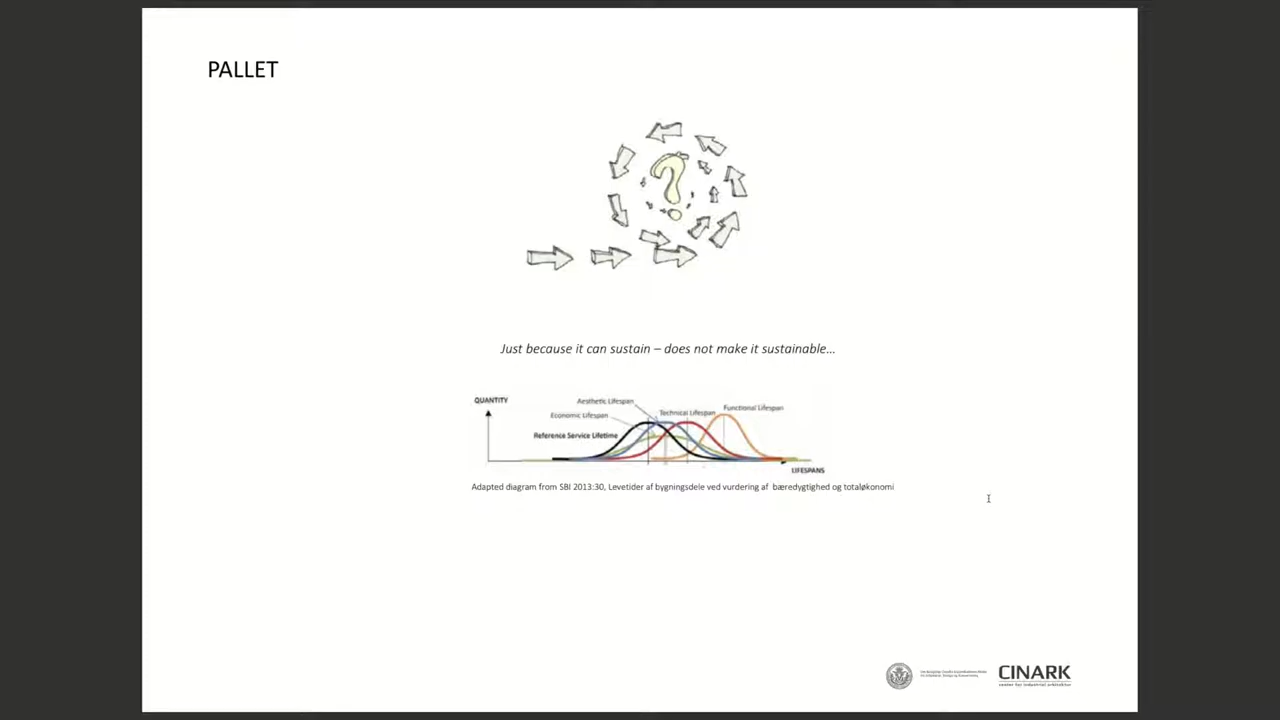 PALLET
?
Just because it can sustain – does not make it sustainable...
QUANTITY
Aesthetic Lifespan
Economic Lifespan
Technical Lifespan
Functional Lifespan
Reference Service Lifetime
LIFESPANS
Adapted diagram from SBI 2013:30, Levetider af bygningsdele ved vurdering af bæredygtighed og totaløkonomi
CINARK